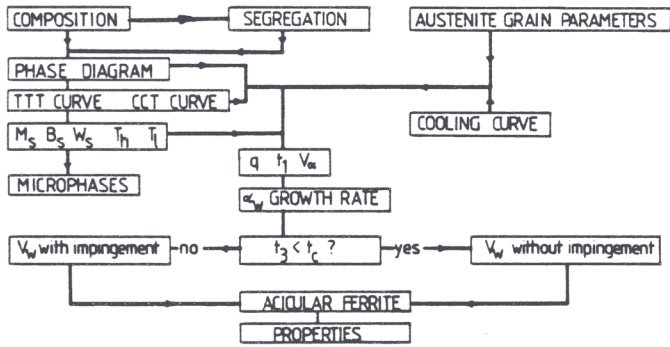 COMPOSITION
SEGREGATION
AUSTENITE GRAIN PARAMETERS
PHASE DIAGRAM
TTT CURVE CCT CURVE
COOLING CURVE
Ms Bs Ws Th Tl
MICROPHASES
q t1 Vα
αw GROWTH RATE
Vw with impingement
no
t3 < tc ?
yes
Vw without impingement
ACICULAR FERRITE
PROPERTIES